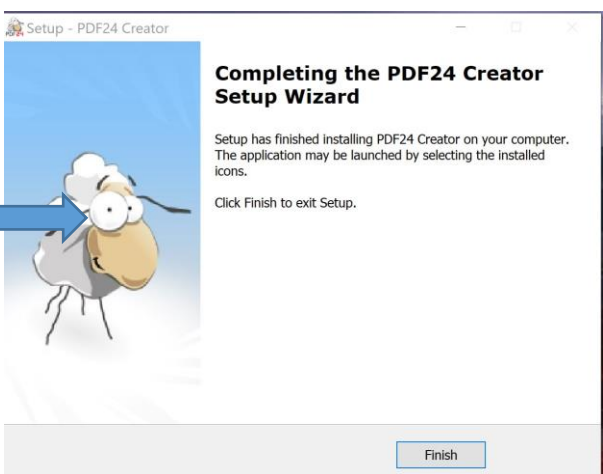 Setup - PDF24 Creator
Completing the PDF24 Creator
Setup Wizard
Setup has finished installing PDF24 Creator on your computer.
The application may be launched by selecting the installed
icons.
Click Finish to exit Setup.
Finish